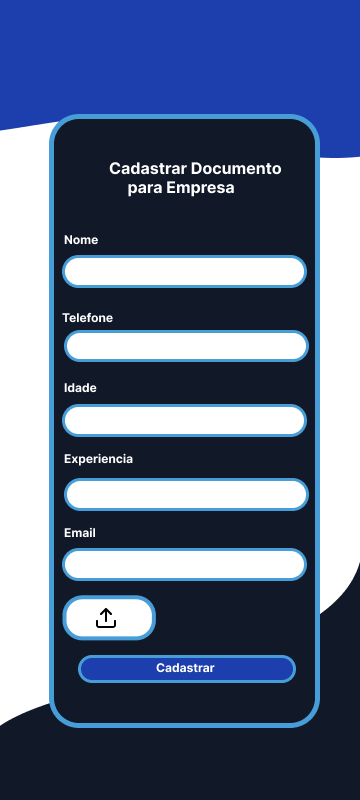 Cadastrar Documento
para Empresa
Nome
Telefone
Idade
Experiencia
Email
Cadastrar